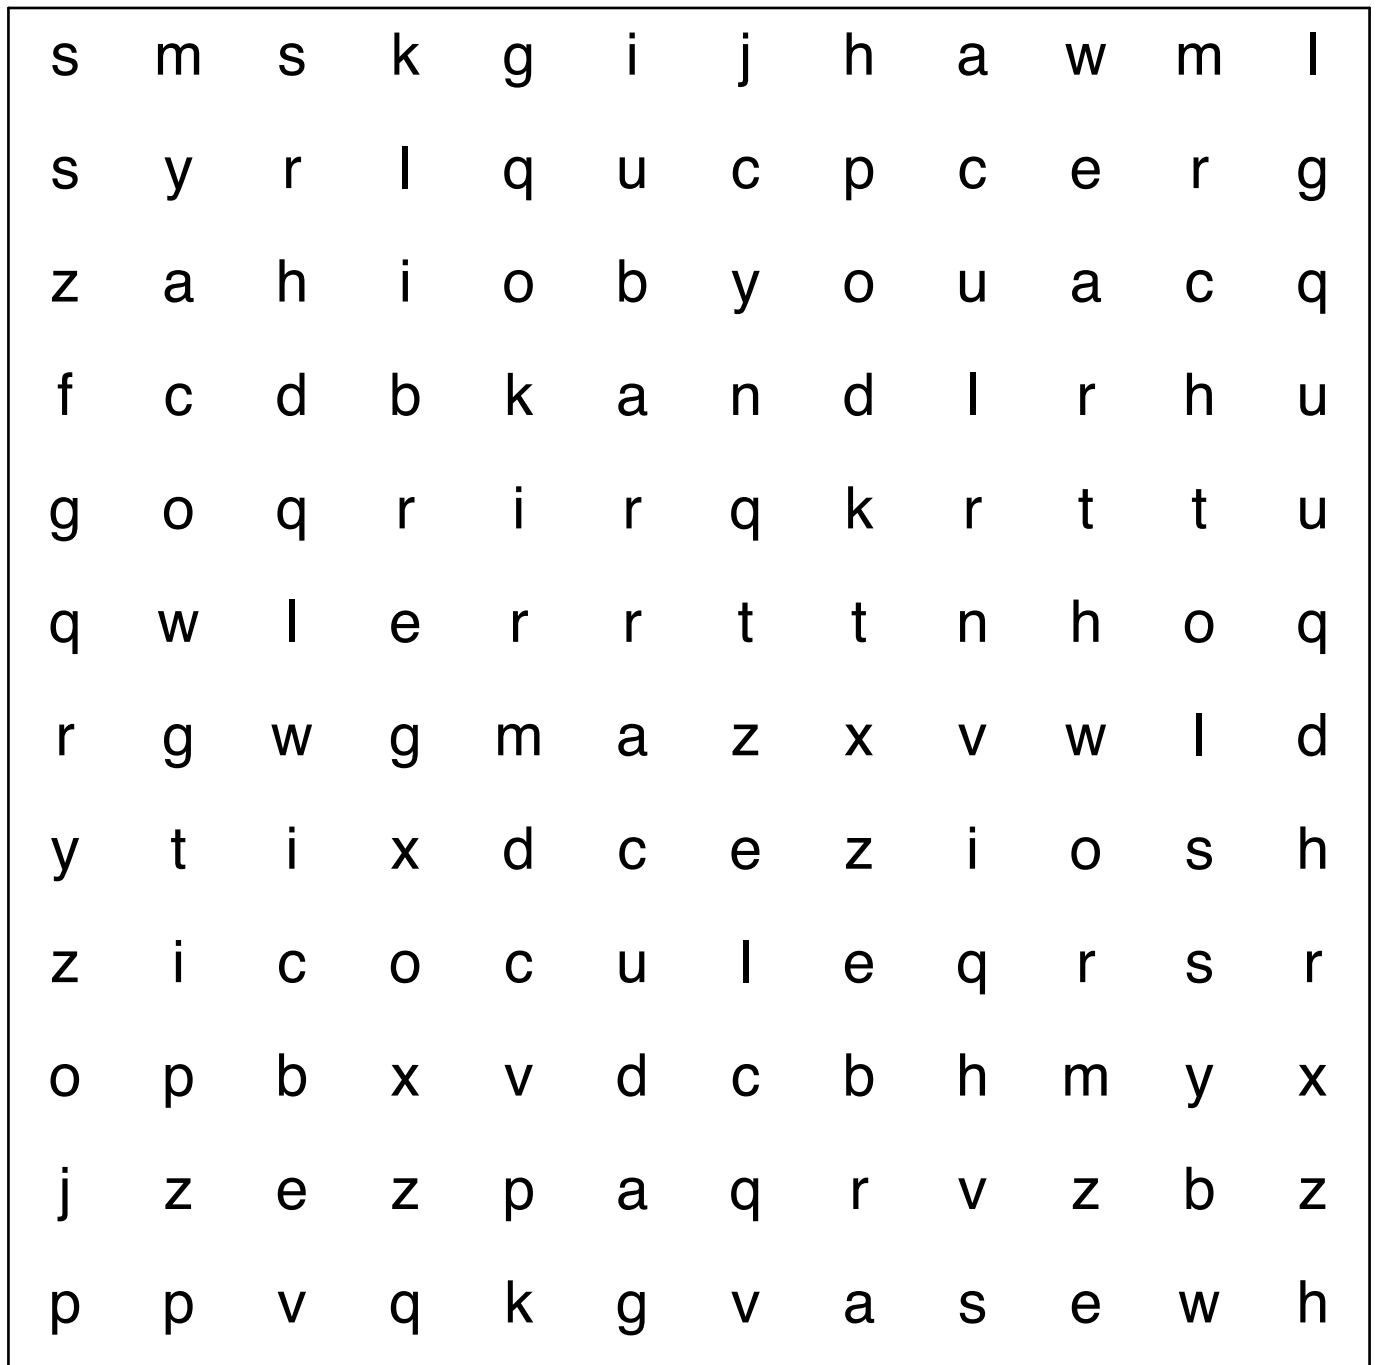 s m s k g i j h a w m l
s y r l q u c p c e r g
z a h i o b y o u a c q
f c d b k a n d l r h u
g o q r i r q k r t t u
q w l e r r t t n h o q
r g w g m a z x v w l d
y t i x d c e z i o s h
z i c o c u l e q r s r
o p b x v d c b h m y x
j z e z p a q r v z b z
p p v q k g v a s e w h